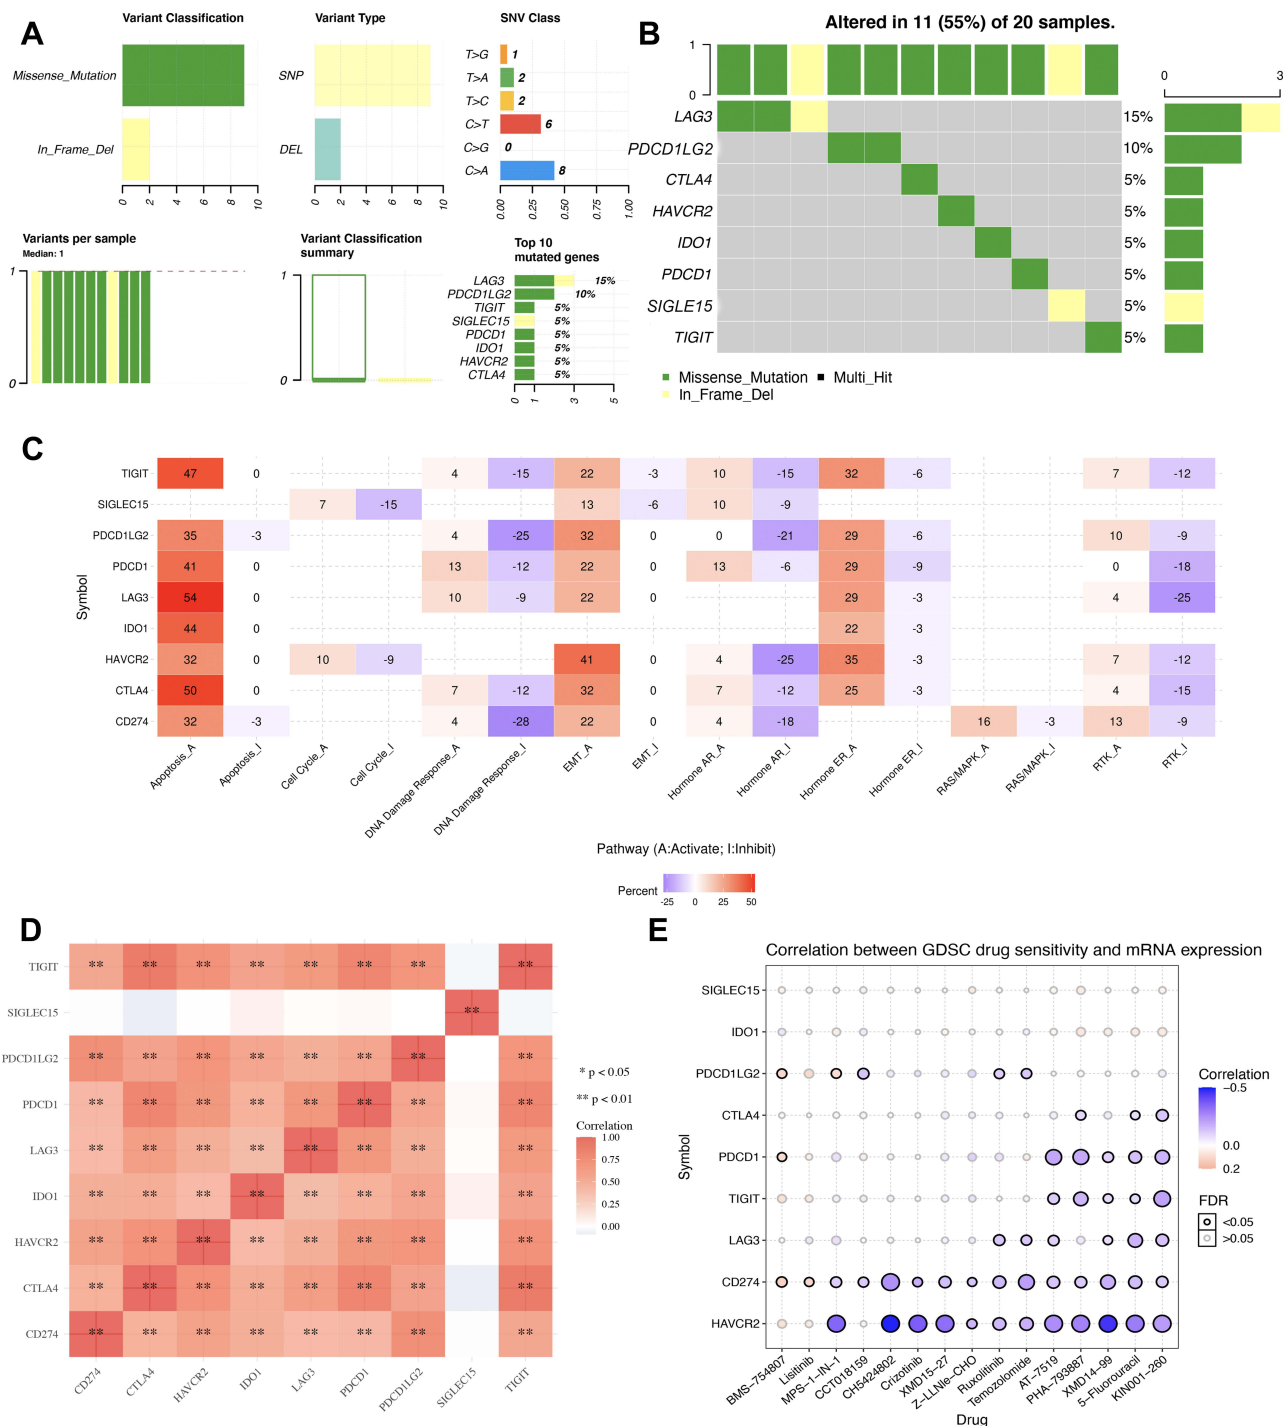 A
Variant Classification
Missense_Mutation
In_Frame_Del
0 2 4 6 8 10
Variant Type
SNP
DEL
0 2 4 6 8 10
SNV Class
T>G 1
T>A 2
T>C 2
C>T 6
C>G 0
C>A 8
0.00 0.25 0.50 0.75 1.00
Variants per sample
Median: 1
1
0
Variant Classification
summary
1
0
Top 10
mutated genes
LAG3 15%
PDCD1LG2 10%
TIGIT 5%
SIGLEC15 5%
PDCD1 5%
IDO1 5%
HAVCR2 5%
CTLA4 5%
0 1 3 5
B
Altered in 11 (55%) of 20 samples.
1
0
0 3
LAG3 15%
PDCD1LG2 10%
CTLA4 5%
HAVCR2 5%
IDO1 5%
PDCD1 5%
SIGLE15 5%
TIGIT 5%
Missense_Mutation Multi_Hit
In_Frame_Del
C
Symbol
TIGIT 47 0 4 -15 22 -3 10 -15 32 -6 7 -12
SIGLEC15 7 -15 13 -6 10 -9
PDCD1LG2 35 -3 4 -25 32 0 0 -21 29 -6 10 -9
PDCD1 41 0 13 -12 22 0 13 -6 29 -9 0 -18
LAG3 54 0 10 -9 22 0 29 -3 4 -25
IDO1 44 0 22 -3
HAVCR2 32 0 10 -9 41 0 4 -25 35 -3 7 -12
CTLA4 50 0 7 -12 32 0 7 -12 25 -3 4 -15
CD274 32 -3 4 -28 22 0 4 -18 16 -3 13 -9
Apoptosis_A Apoptosis_I Cell Cycle_A Cell Cycle_I DNA Damage Response_A DNA Damage Response_I EMT_A EMT_I Hormone AR_A Hormone AR_I Hormone ER_A Hormone ER_I RAS/MAPK_A RAS/MAPK_I RTK_A RTK_I
Pathway (A:Activate; I:Inhibit)
Percent
-25 0 25 50
D
TIGIT ** ** ** ** ** ** ** **
SIGLEC15 **
PDCD1LG2 ** ** ** ** ** ** ** **
PDCD1 ** ** ** ** ** ** ** **
LAG3 ** ** ** ** ** ** ** **
IDO1 ** ** ** ** ** ** ** **
HAVCR2 ** ** ** ** ** ** ** **
CTLA4 ** ** ** ** ** ** ** **
CD274 ** ** ** ** ** ** ** **
CD274 CTLA4 HAVCR2 IDO1 LAG3 PDCD1 PDCD1LG2 SIGLEC15 TIGIT
* p < 0.05
** p < 0.01
Correlation
1.00
0.75
0.50
0.25
0.00
E
Correlation between GDSC drug sensitivity and mRNA expression
Symbol
SIGLEC15
IDO1
PDCD1LG2
CTLA4
PDCD1
TIGIT
LAG3
CD274
HAVCR2
BMS-754807 Lisitinib MPS-1-IN-1 CCT018159 CH5424802 Crizotinib XMD15-27 Z-LLNle-CHO Ruxolitinib Temozolomide AT-7519 PHA-793887 XMD14-99 5-Fluorouracil KIN001-260
Drug
Correlation
-0.5
0.0
0.2
FDR
<0.05
>0.05